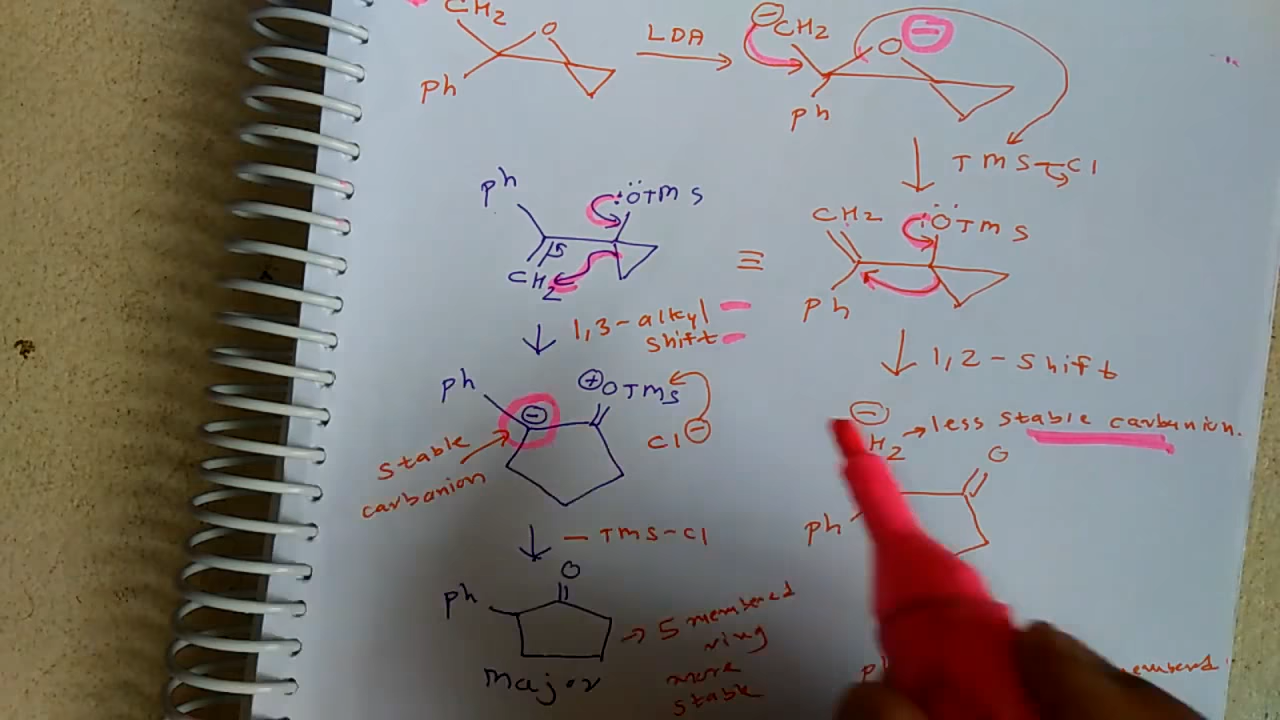 CH2
O
LDA
Ph
⊖
CH2
O
⊖
Ph
TMS-Cl
Ph
:ÖTMS
CH2
≡
CH2
:ÖTMS
Ph
1,3-alkyl
shift
1,2-shift
Ph
⊖
⊕OTMS
Cl⊖
Stable
carbanion
⊖
H2
less stable carbanion.
O
Ph
- TMS-Cl
Ph
O
5 membered
ring
more
stable
Major
membered